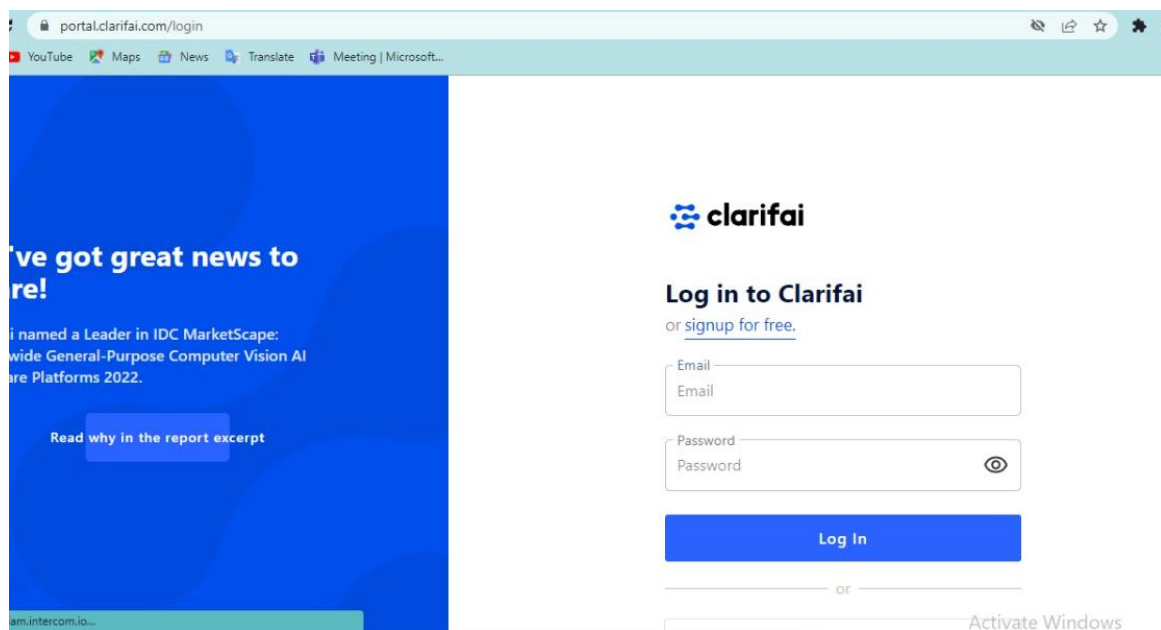 portal.clarifai.com/login
YouTube Maps News Translate Meeting | Microsoft...
've got great news to
re!
i named a Leader in IDC MarketScape:
wide General-Purpose Computer Vision AI
are Platforms 2022.
Read why in the report excerpt
am.intercom.io...
clarifai
Log in to Clarifai
or signup for free.
Email
Email
Password
Password
Log In
or
Activate Windows